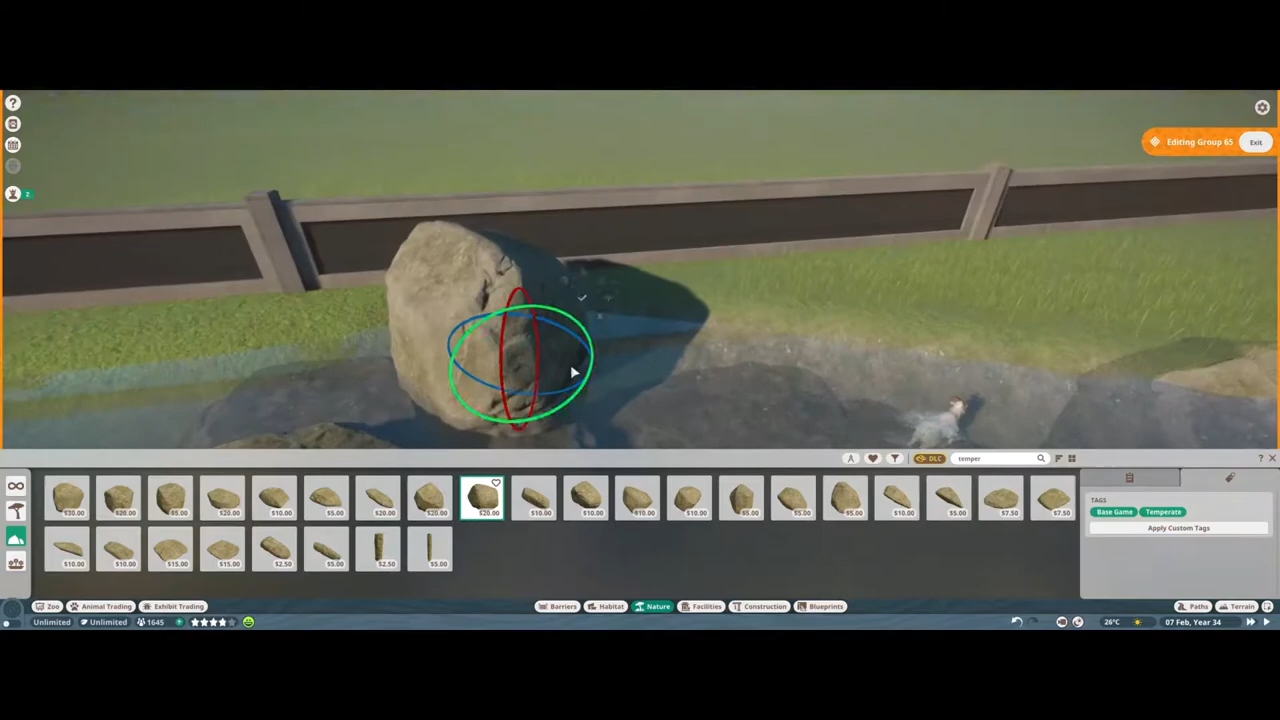 ?
Editing Group 65 Exit
2
DLC temper ? ×
$30.00 $20.00 $5.00 $20.00 $10.00 $5.00 $20.00 $20.00 $20.00 $10.00 $10.00 $10.00 $10.00 $5.00 $5.00 $5.00 $10.00 $5.00 $7.50 $7.50
TAGS
Base Game Temperate
Apply Custom Tags
$10.00 $10.00 $15.00 $15.00 $2.50 $5.00 $2.50 $5.00
Zoo Animal Trading Exhibit Trading Barriers Habitat Nature Facilities Construction Blueprints Paths Terrain
Unlimited Unlimited 1645 26°C 07 Feb, Year 34